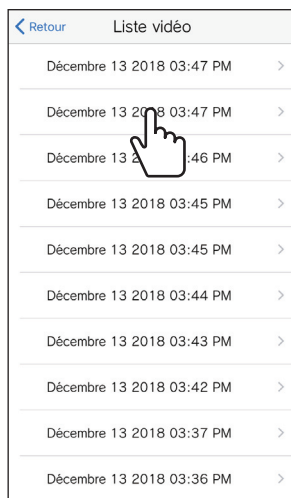 Retour Liste vidéo
Décembre 13 2018 03:47 PM
Décembre 13 2018 03:47 PM
Décembre 13 :46 PM
Décembre 13 2018 03:45 PM
Décembre 13 2018 03:45 PM
Décembre 13 2018 03:44 PM
Décembre 13 2018 03:43 PM
Décembre 13 2018 03:42 PM
Décembre 13 2018 03:37 PM
Décembre 13 2018 03:36 PM